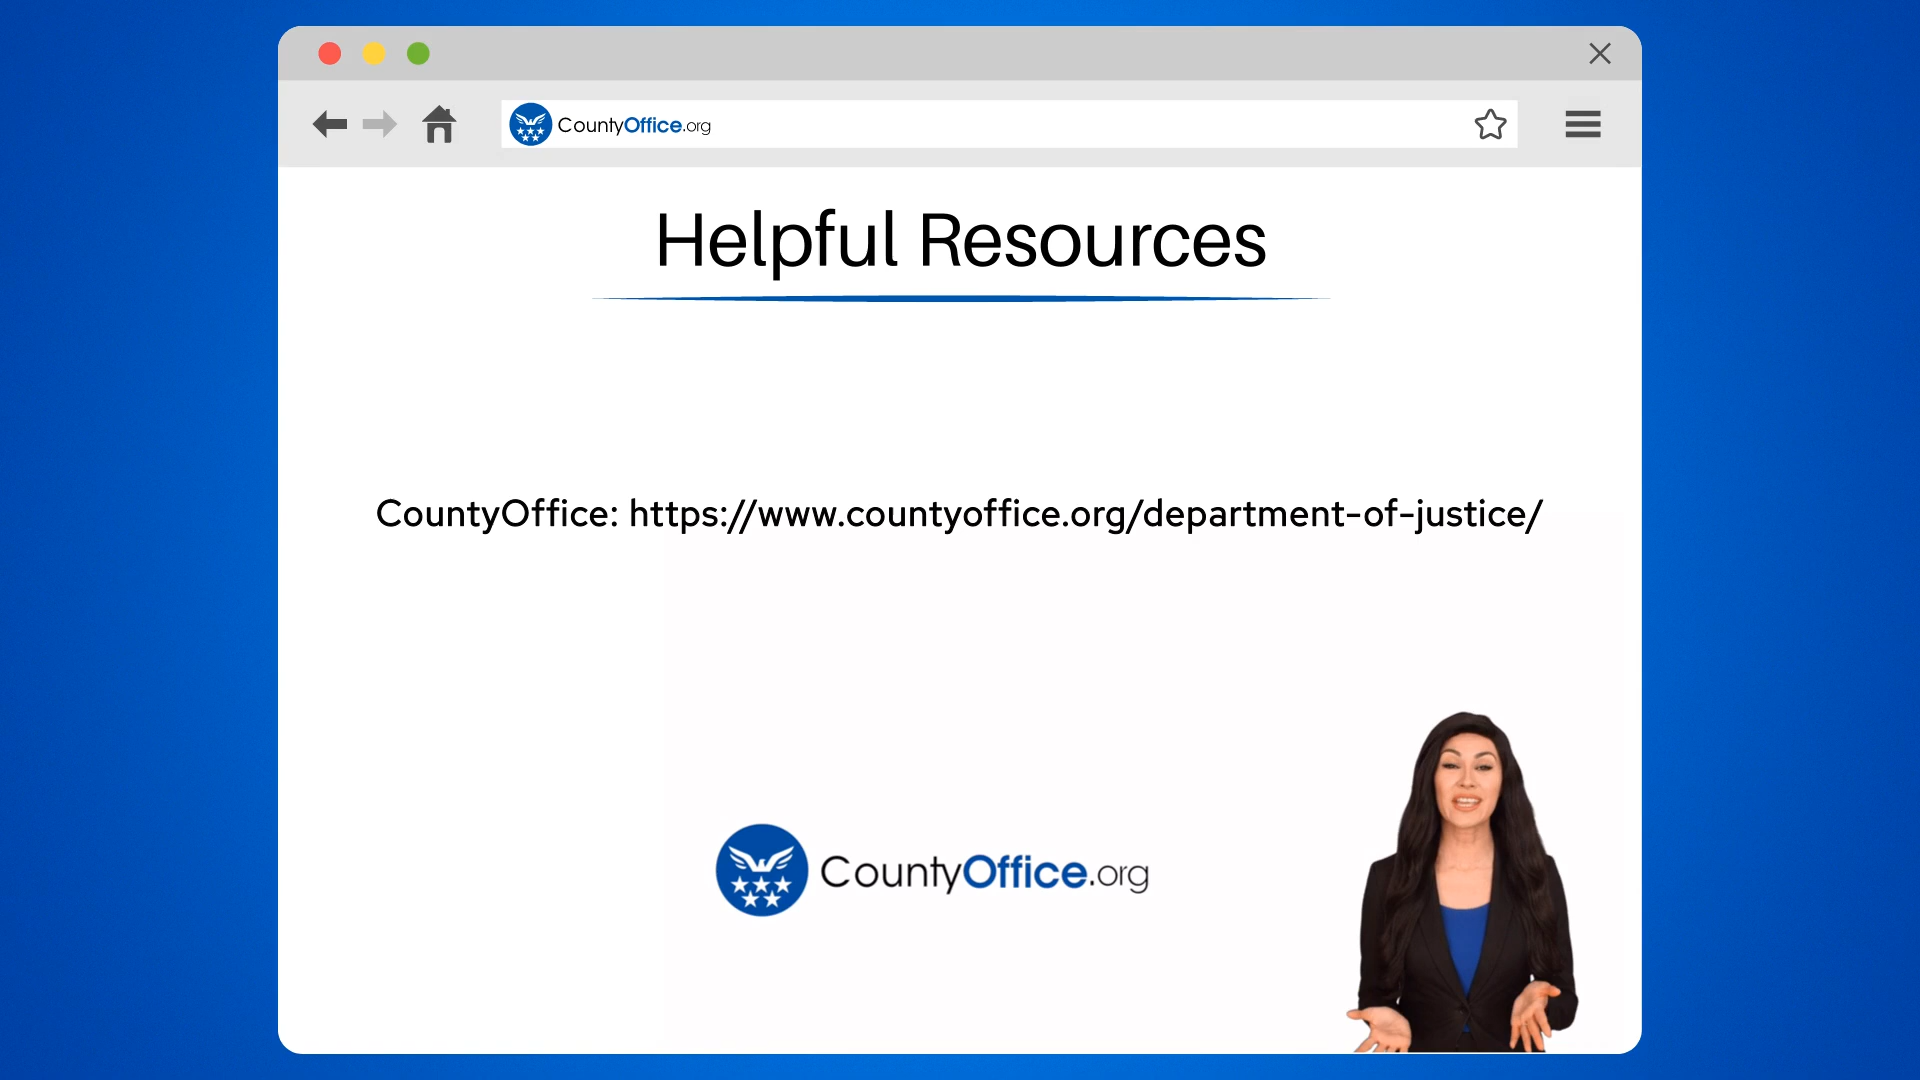 CountyOffice.org
Helpful Resources
CountyOffice: https://www.countyoffice.org/department-of-justice/
CountyOffice.org